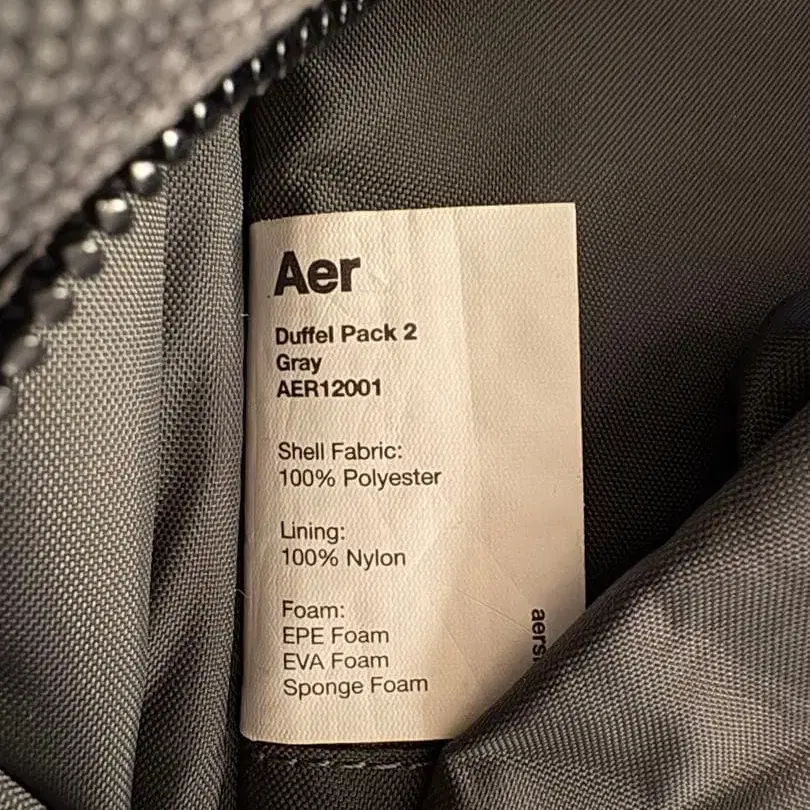 Aer
Duffel Pack 2
Gray
AER12001
Shell Fabric:
100% Polyester
Lining:
100% Nylon
Foam:
EPE Foam
EVA Foam
Sponge Foam